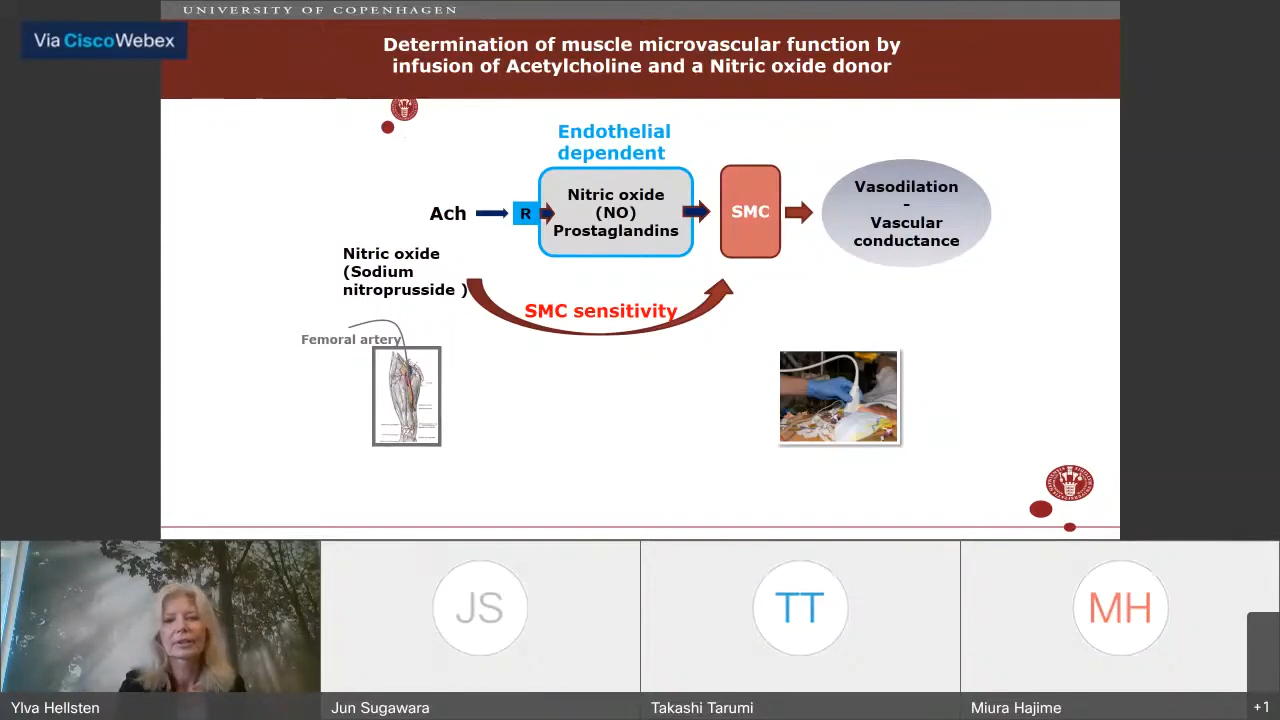 UNIVERSITY OF COPENHAGEN
Via Cisco Webex
Determination of muscle microvascular function by
infusion of Acetylcholine and a Nitric oxide donor
Endothelial
dependent
Ach
R
Nitric oxide
(NO)
Prostaglandins
SMC
Vasodilation
–
Vascular
conductance
Nitric oxide
(Sodium
nitroprusside )
SMC sensitivity
Femoral artery
JS
TT
MH
Ylva Hellsten
Jun Sugawara
Takashi Tarumi
Miura Hajime
+1